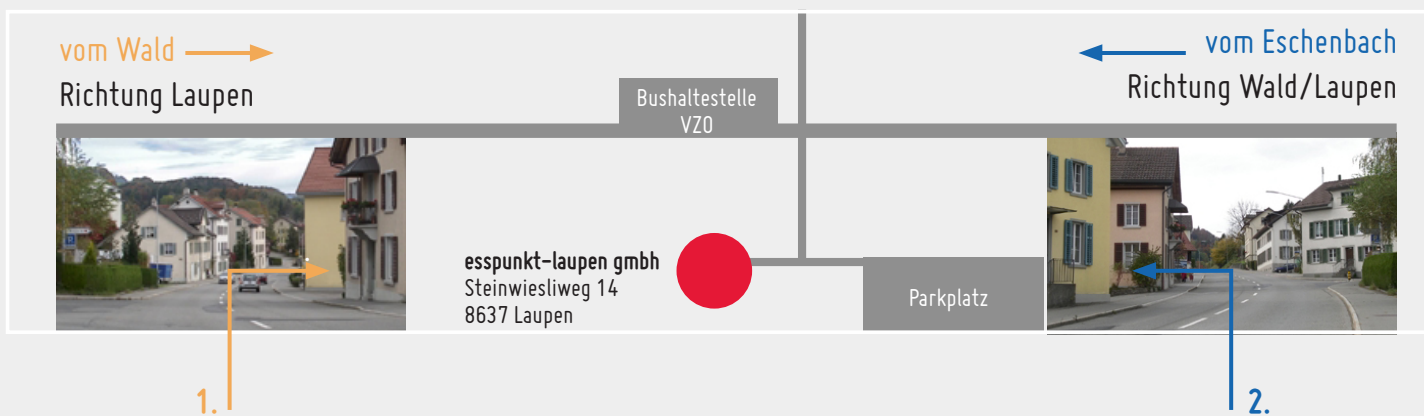 vom Wald
Richtung Laupen
vom Eschenbach
Richtung Wald/Laupen
Bushaltestelle
VZO
esspunkt-laupen gmbh
Steinwiesliweg 14
8637 Laupen
Parkplatz
1.
2.